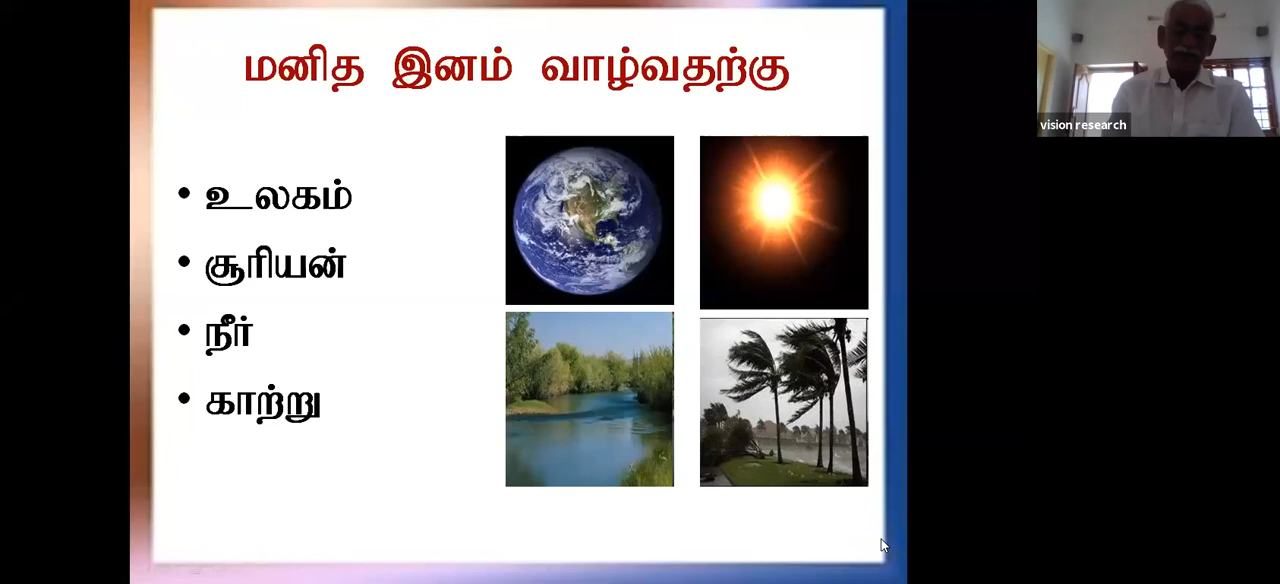 மனித இனம் வாழ்வதற்கு
• உலகம்
• சூரியன்
• நீர்
• காற்று
vision research